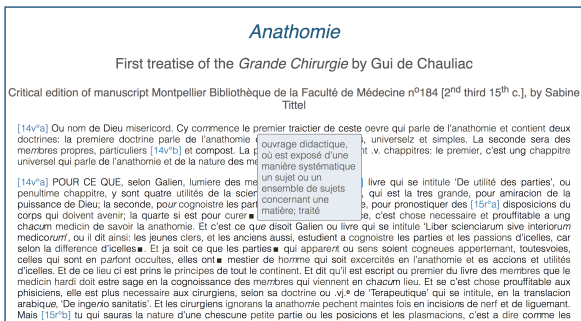 Anathomie
First treatise of the Grande Chirurgie by Gui de Chauliac
Critical edition of manuscript Montpellier Bibliothèque de la Faculté de Médecine nº184 [2nd third 15th c.], by Sabine
Tittel
[14v°a] Ou nom de Dieu misericord. Cy commence le premier traictier de ceste oevre qui parle de l'anathomie et contient deux
doctrines: la premiere doctrine parle de l'anathomie universelz et simples. La seconde sera des
membres propres, particuliers [14v°b] et compost. La .v. chappitres: le premier, c'est ung chappitre
universel qui parle de l'anathomie et de la nature des
ouvrage didactique,
où est exposé d'une
manière systématique
un sujet ou un
ensemble de sujets
concernant une
matière; traité
[14v°a] POUR CE QUE, selon Galien, lumiere des livre qui se intitule 'De utilité des parties', ou
penultime chappitre, y sont quatre utilités de la qui est la tres grande, pour amiracion de la
puissance de Dieu; la seconde, pour cognoistre les pour pronostiquer des [15r°a] disposicions du
corps qui doivent avenir; la quarte si est pour curer■ c'est chose necessaire et prouffitable a ung
chacum medicin de savoir la anathomie. Et c'est ce que disoit Galien ou livre qui se intitule 'Liber scienciarum sive interiorum
medicorum', ou il dit ainsi: les jeunes clers, et les anciens aussi, estudient a cognoistre les parties et les passions d'icelles, car
selon la difference d'icelles■. Et ja soit ce que les parties■ qui apparent ou sens soient cogneues appertement, toutesvoies,
celles qui sont en parfont occultes, elles ont■ mestier de homme qui soit excercités en l'anathomie et es accions et utilités
d'icelles. Et de ce lieu ci est prins le principes de tout le continent. Et dit qu'il est escript ou premier du livre des membres que le
medicin hardi doit estre sage en la cognoissance des membres qui viennent en chacum lieu. Et se c'est chose prouffitable aux
phisiciens, elle est plus necessaire aux cirurgiens, selon sa doctrine ou .vj.e de 'Terapeutique' qui se intitule, en la translacion
arabique, 'De ingenio sanitatis'. Et les cirurgiens ignorans la anathomie pechent maintes foiz en incisions de nerf et de liguement.
Mais [15r°b] tu qui sauras la nature d'une chescune petite partie ou les posicions et les plasmacions, c'est a dire comme les